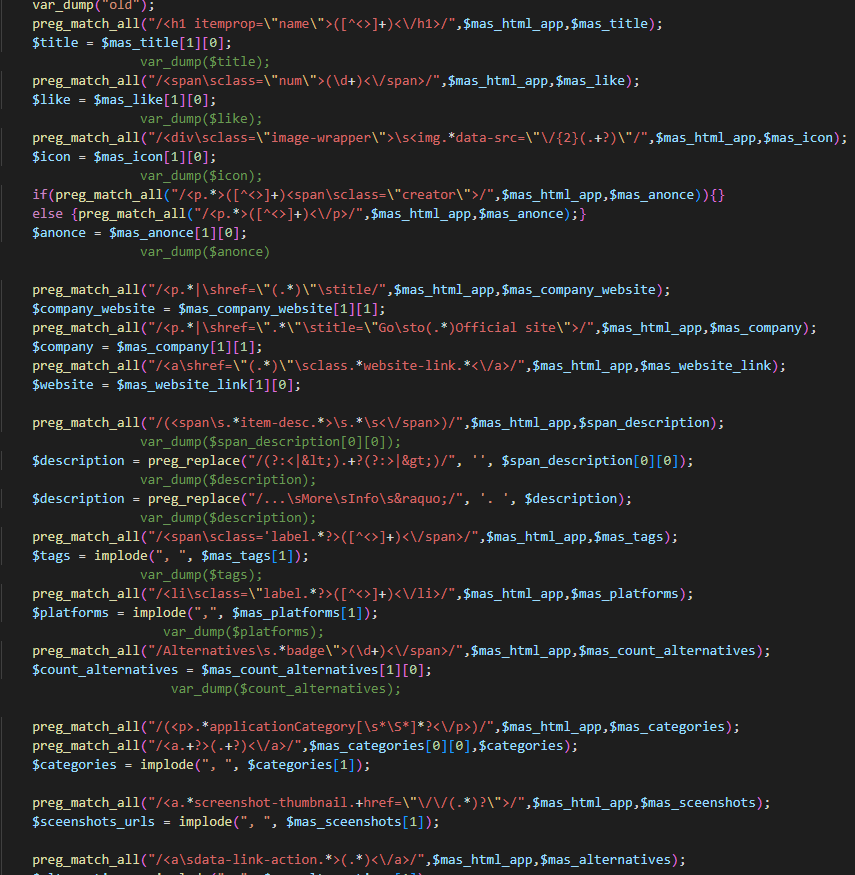 var_dump("old");
preg_match_all("/<h1 itemprop=\"name\">([^<>]+)<\/h1>/",$mas_html_app,$mas_title);
$title = $mas_title[1][0];
var_dump($title);
preg_match_all("/<span\sclass=\"num\">(\d+)<\/span>/",$mas_html_app,$mas_like);
$like = $mas_like[1][0];
var_dump($like);
preg_match_all("/<div\sclass=\"image-wrapper\">\s<img.*data-src=\"\/{2}(.+?)\"/",$mas_html_app,$mas_icon);
$icon = $mas_icon[1][0];
var_dump($icon);
if(preg_match_all("/<p.*>([^<>]+)<span\sclass=\"creator\">/",$mas_html_app,$mas_anonce)){}
else {preg_match_all("/<p.*>([^<>]+)<\/p>/",$mas_html_app,$mas_anonce);}
$anonce = $mas_anonce[1][0];
var_dump($anonce)
preg_match_all("/<p.*|\shref=\"(.*)\"\stitle/",$mas_html_app,$mas_company_website);
$company_website = $mas_company_website[1][1];
preg_match_all("/<p.*|\shref=\".*\"\stitle=\"Go\sto(.*)Official site\">/",$mas_html_app,$mas_company);
$company = $mas_company[1][1];
preg_match_all("/<a\shref=\"(.*)\"\sclass.*website-link.*<\/a>/",$mas_html_app,$mas_website_link);
$website = $mas_website_link[1][0];
preg_match_all("/(<span\s.*item-desc.*>\s.*\s<\/span>)/",$mas_html_app,$span_description);
var_dump($span_description[0][0]);
$description = preg_replace("/(?:<|&lt;).+?(?:>|&gt;)/", '', $span_description[0][0]);
var_dump($description);
$description = preg_replace("/...\sMore\sInfo\s&raquo;/", '. ', $description);
var_dump($description);
preg_match_all("/<span\sclass='label.*?>([^<>]+)<\/span>/",$mas_html_app,$mas_tags);
$tags = implode(", ", $mas_tags[1]);
var_dump($tags);
preg_match_all("/<li\sclass=\"label.*?>([^<>]+)<\/li>/",$mas_html_app,$mas_platforms);
$platforms = implode(",", $mas_platforms[1]);
var_dump($platforms);
preg_match_all("/Alternatives\s.*badge\">(\d+)<\/span>/",$mas_html_app,$mas_count_alternatives);
$count_alternatives = $mas_count_alternatives[1][0];
var_dump($count_alternatives);
preg_match_all("/(<p>.*applicationCategory[\s*\S*]*?<\/p>)/",$mas_html_app,$mas_categories);
preg_match_all("/<a.+?>(.+?)<\/a>/",$mas_categories[0][0],$categories);
$categories = implode(", ", $categories[1]);
preg_match_all("/<a.*screenshot-thumbnail.+href=\"\/\/(.*)?\">/",$mas_html_app,$mas_sceenshots);
$sceenshots_urls = implode(", ", $mas_sceenshots[1]);
preg_match_all("/<a\sdata-link-action.*>(.*)<\/a>/",$mas_html_app,$mas_alternatives);